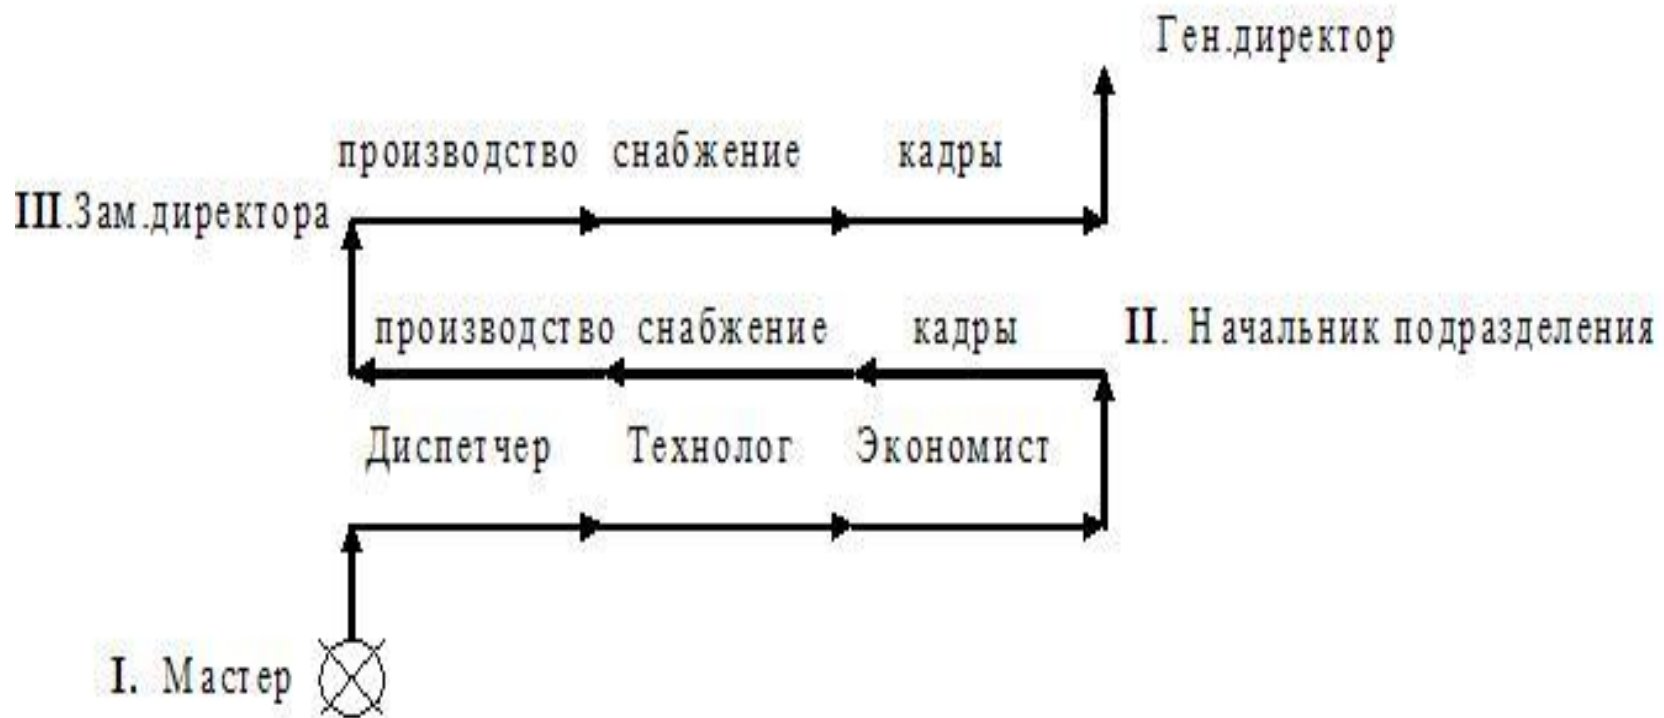 Ген.директор
производство снабжение кадры
III.Зам.директора
производство снабжение кадры
II. Начальник подразделения
Диспетчер Технолог Экономист
I. Мастер